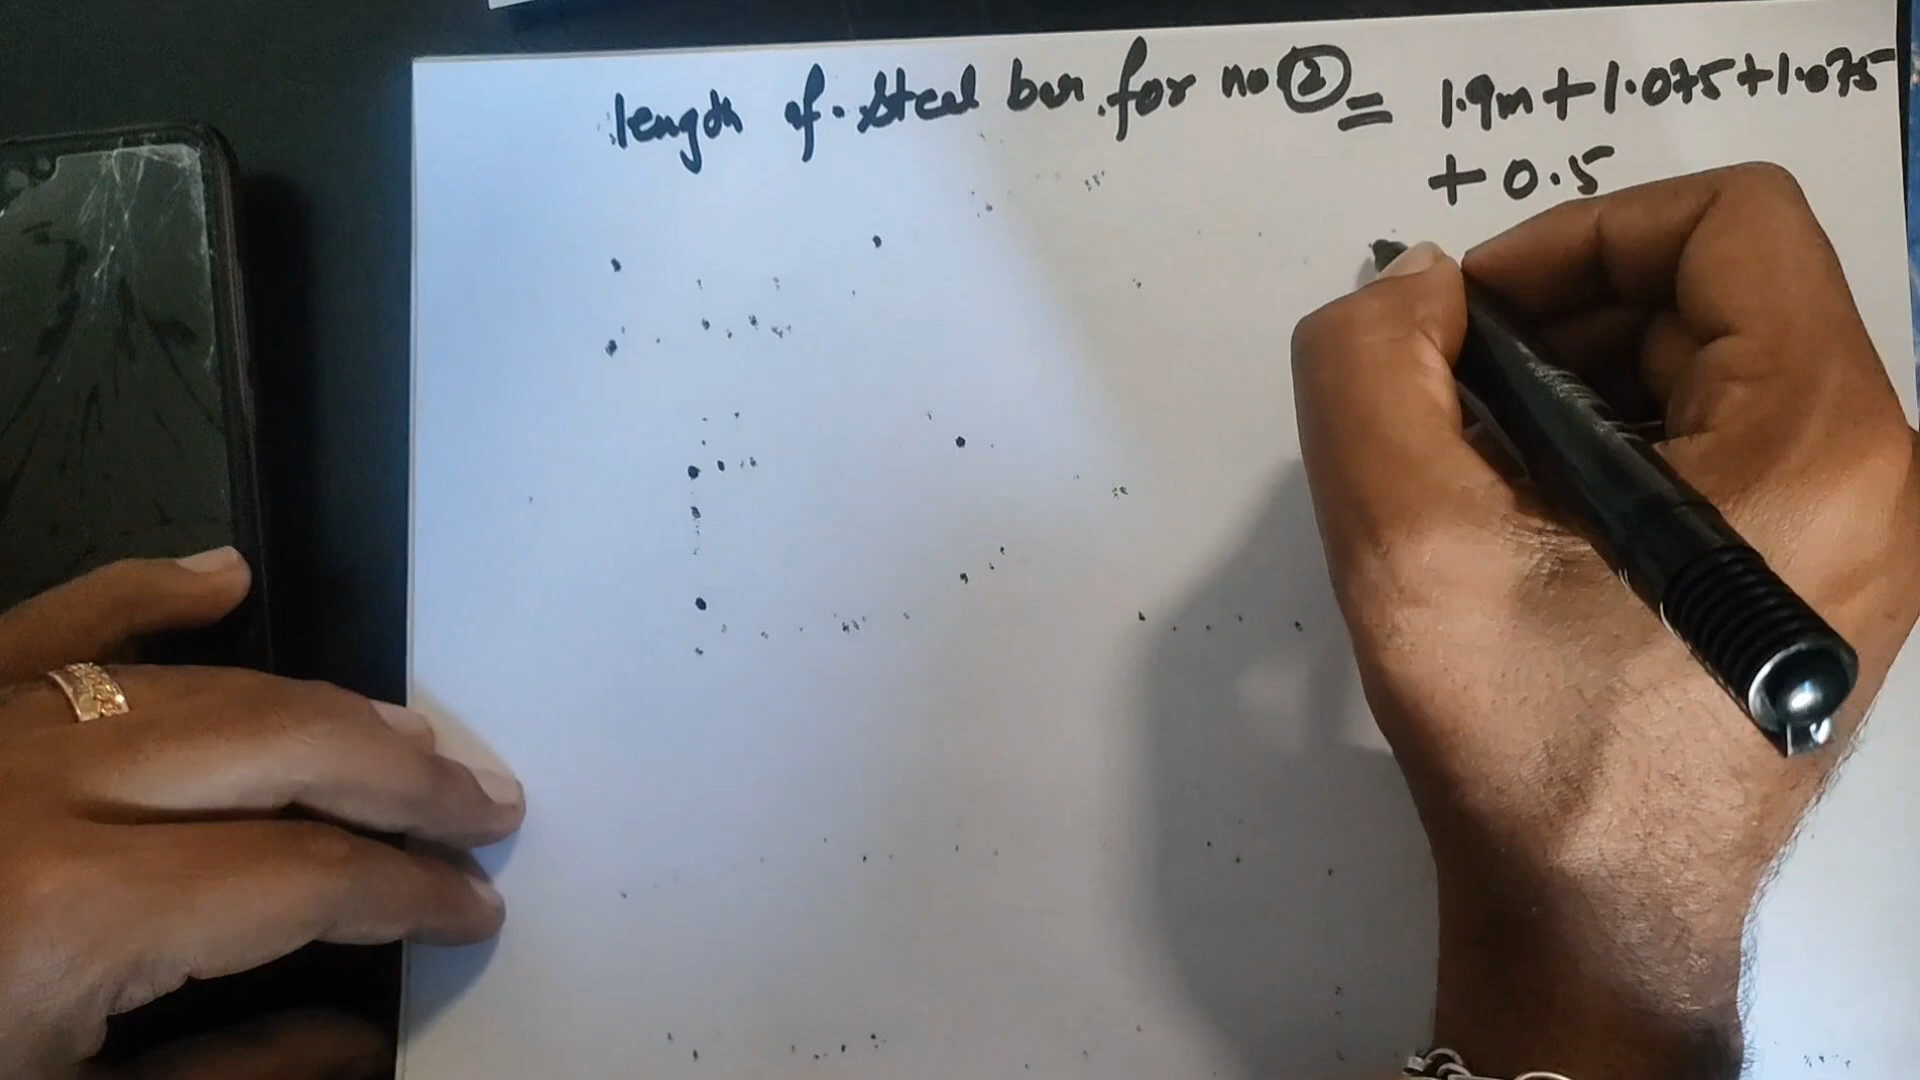 length of steel bar for no ② = 1.9m + 1.075 + 1.075
+ 0.5